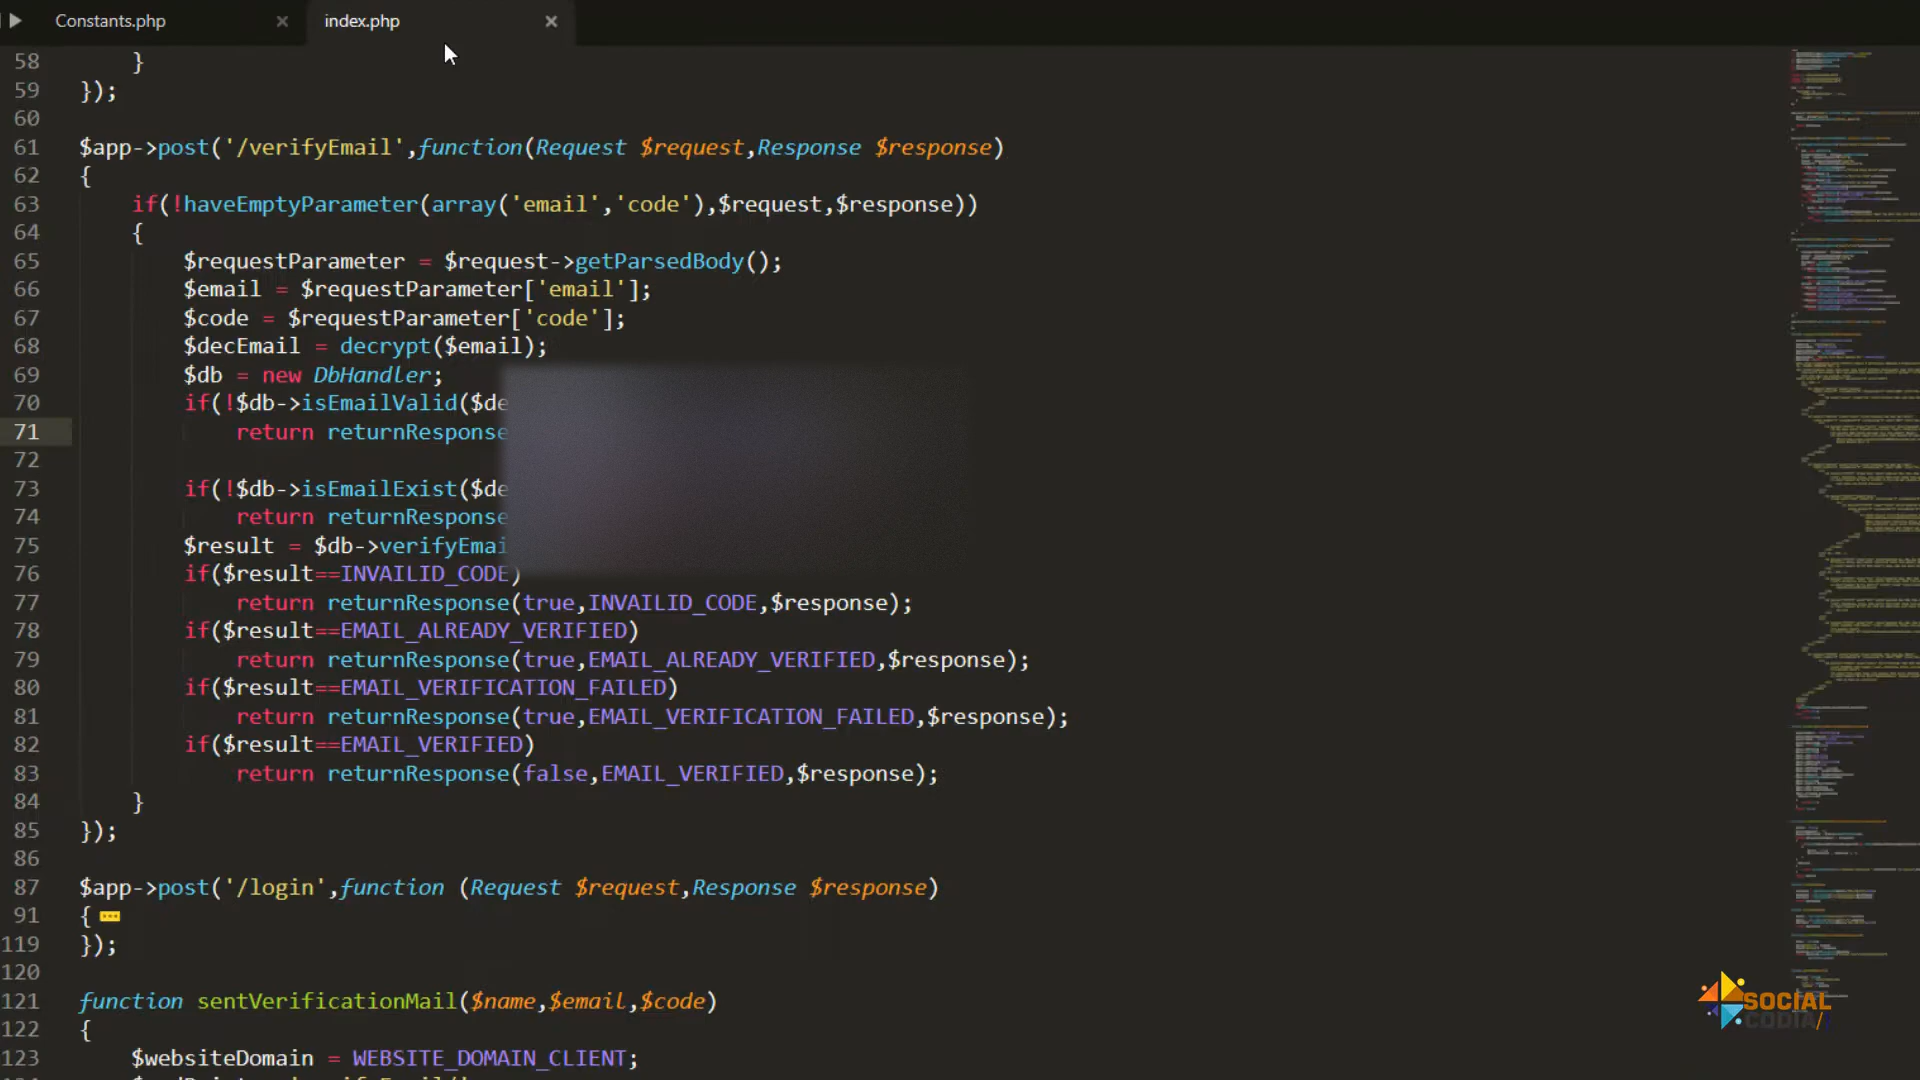 Constants.php
index.php
58 }
59 });
60
61 $app->post('/verifyEmail',function(Request $request,Response $response)
62 {
63 if(!haveEmptyParameter(array('email','code'),$request,$response))
64 {
65 $requestParameter = $request->getParsedBody();
66 $email = $requestParameter['email'];
67 $code = $requestParameter['code'];
68 $decEmail = decrypt($email);
69 $db = new DbHandler;
70 if(!$db->isEmailValid($de
71 return returnResponse
72
73 if(!$db->isEmailExist($de
74 return returnResponse
75 $result = $db->verifyEmai
76 if($result==INVAILID_CODE)
77 return returnResponse(true,INVAILID_CODE,$response);
78 if($result==EMAIL_ALREADY_VERIFIED)
79 return returnResponse(true,EMAIL_ALREADY_VERIFIED,$response);
80 if($result==EMAIL_VERIFICATION_FAILED)
81 return returnResponse(true,EMAIL_VERIFICATION_FAILED,$response);
82 if($result==EMAIL_VERIFIED)
83 return returnResponse(false,EMAIL_VERIFIED,$response);
84 }
85 });
86
87 $app->post('/login',function (Request $request,Response $response)
91 {
119 });
120
121 function sentVerificationMail($name,$email,$code)
122 {
123 $websiteDomain = WEBSITE_DOMAIN_CLIENT;
SOCIAL
CODIA/